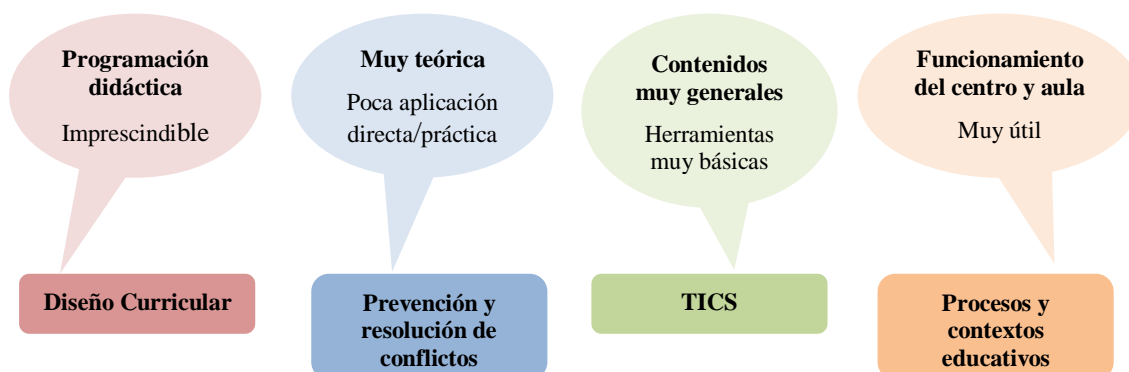 Programación
didáctica
Imprescindible
Muy teórica
Poca aplicación
directa/práctica
Contenidos
muy generales
Herramientas
muy básicas
Funcionamiento
del centro y aula
Muy útil
Diseño Curricular
Prevención y
resolución de
conflictos
TICS
Procesos y
contextos
educativos